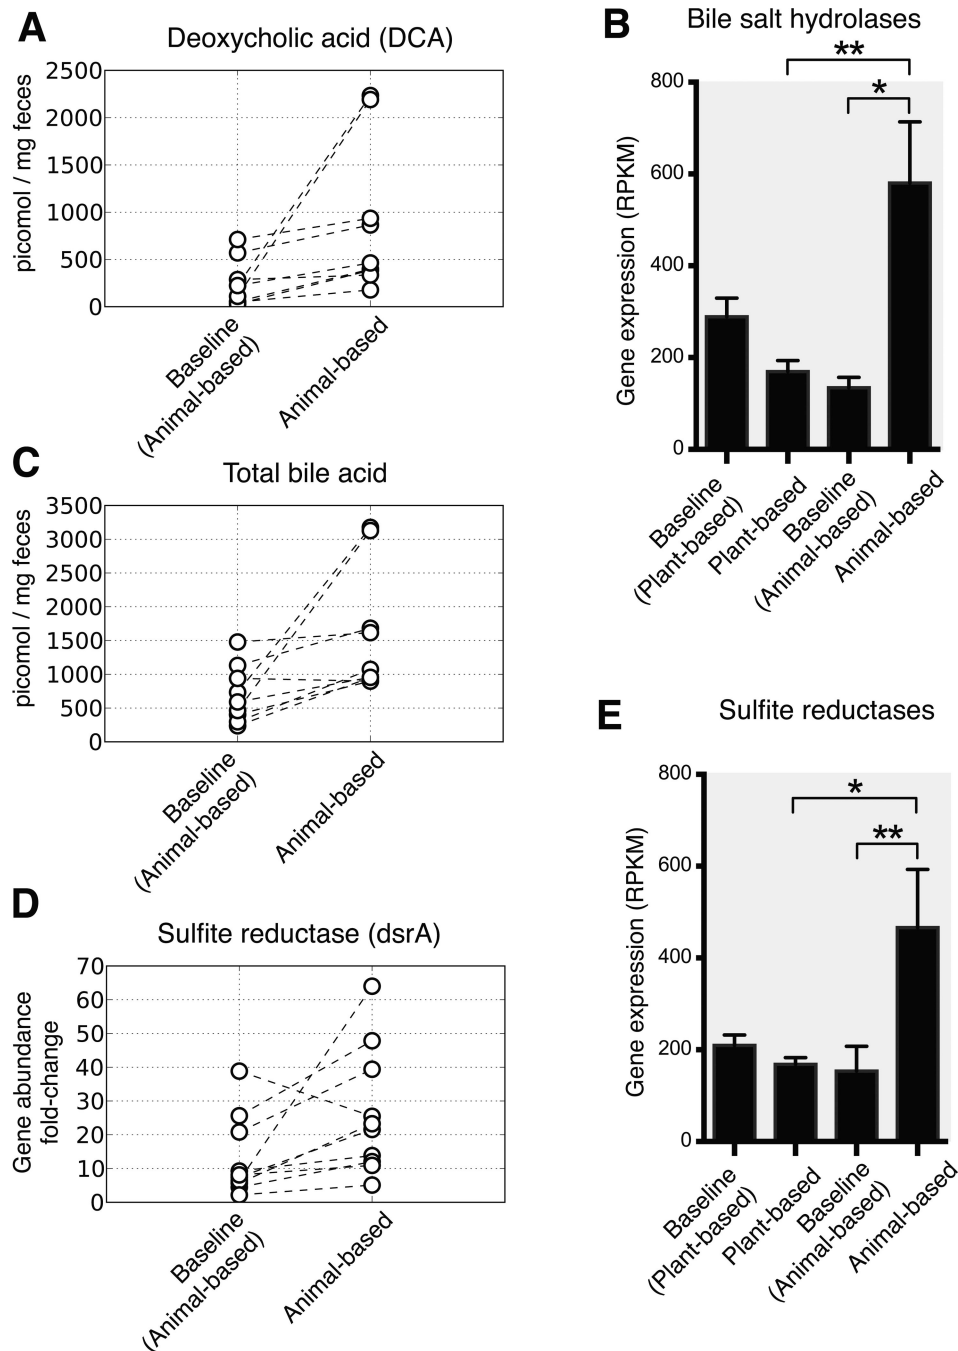 A
Deoxycholic acid (DCA)
2500
2000
1500
1000
500
0
picomol / mg feces
Baseline
(Animal-based)
Animal-based
B
Bile salt hydrolases
**
*
800
600
400
200
0
Gene expression (RPKM)
Baseline
(Plant-based)
Plant-based
Baseline
(Animal-based)
Animal-based
C
Total bile acid
3500
3000
2500
2000
1500
1000
500
0
picomol / mg feces
Baseline
(Animal-based)
Animal-based
D
Sulfite reductase (dsrA)
70
60
50
40
30
20
10
0
Gene abundance
fold-change
Baseline
(Animal-based)
Animal-based
E
Sulfite reductases
*
**
800
600
400
200
0
Gene expression (RPKM)
Baseline
(Plant-based)
Plant-based
Baseline
(Animal-based)
Animal-based